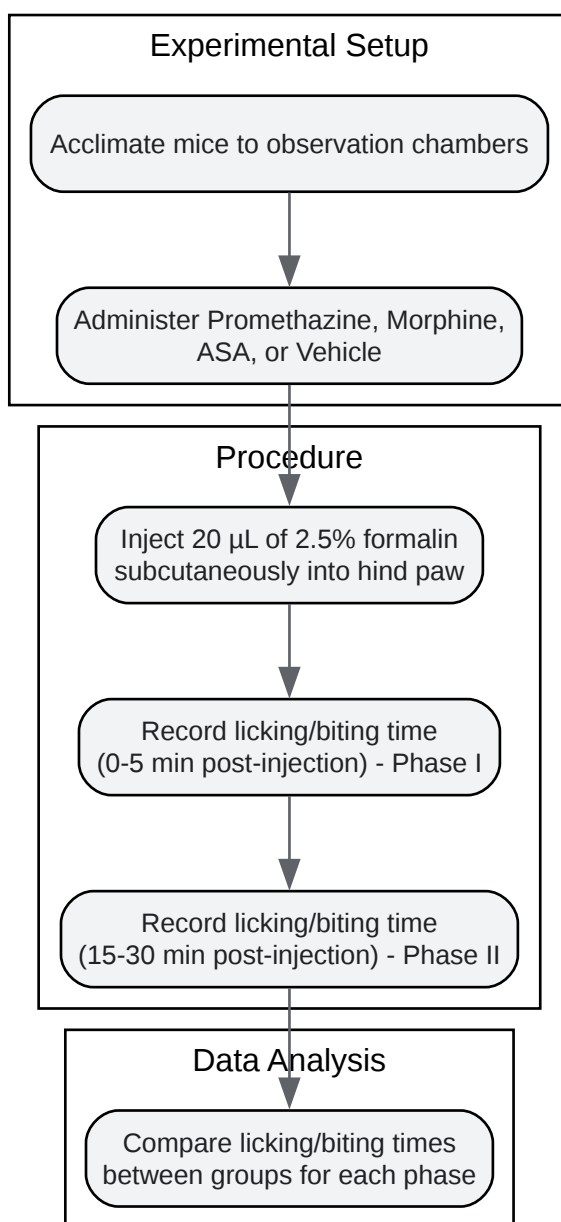 Experimental Setup
Acclimate mice to observation chambers
Administer Promethazine, Morphine,
ASA, or Vehicle
Procedure
Inject 20 µL of 2.5% formalin
subcutaneously into hind paw
Record licking/biting time
(0-5 min post-injection) - Phase I
Record licking/biting time
(15-30 min post-injection) - Phase II
Data Analysis
Compare licking/biting times
between groups for each phase